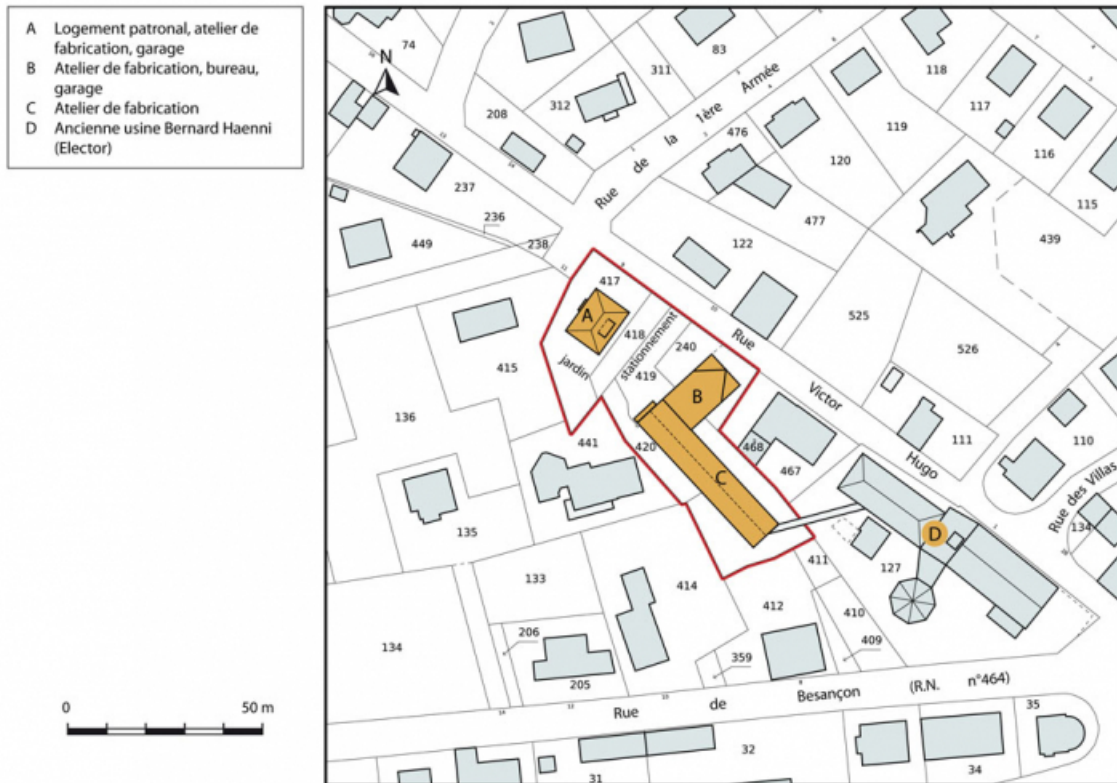 A Logement patronal, atelier de
fabrication, garage
B Atelier de fabrication, bureau,
garage
C Atelier de fabrication
D Ancienne usine Bernard Haenni
(Elector)
N
0 50 m
74
83
311
312
208
118
117
116
115
119
120
476
477
439
237
236
238
449
122
Rue de la 1ère Armée
417
A
418
jardin
stationnement
240
419
B
420
C
415
136
441
135
468
467
525
526
111
110
Rue Victor Hugo
Rue des Villas
134
D
127
411
410
409
412
414
133
134
206
205
359
Rue de Besançon (R.N. n°464)
35
34
32
31